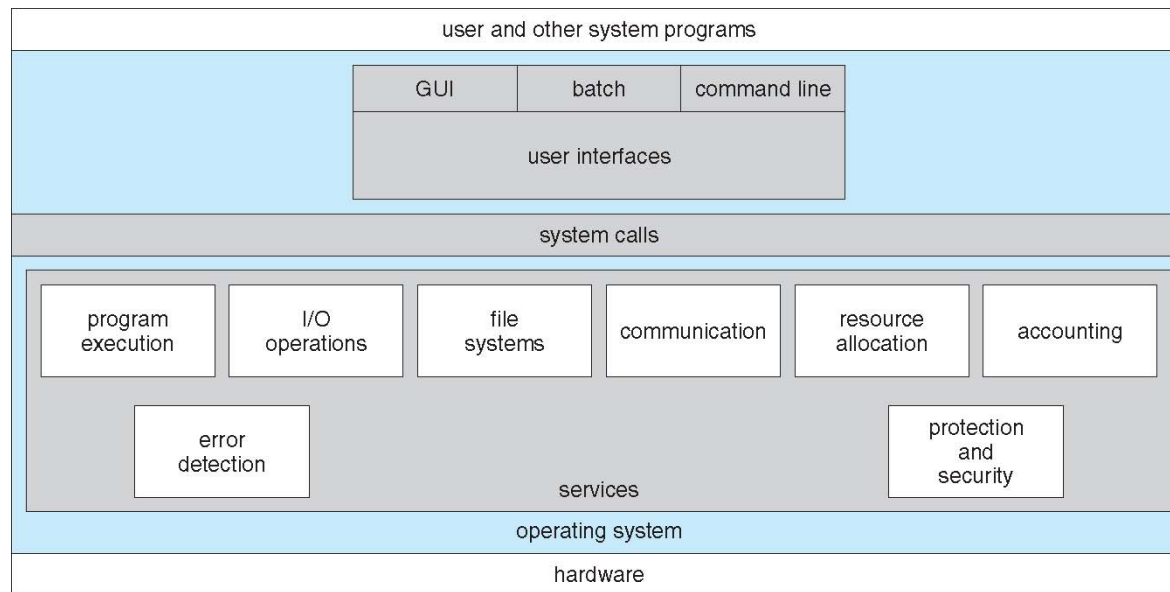 user and other system programs
GUI
batch
command line
user interfaces
system calls
program
execution
I/O
operations
file
systems
communication
resource
allocation
accounting
error
detection
protection
and
security
services
operating system
hardware